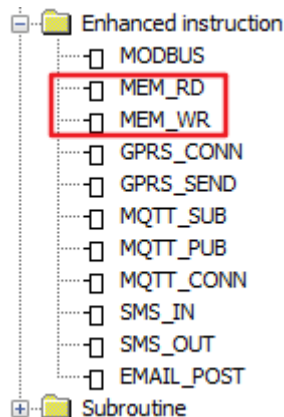 Enhanced instruction
MODBUS
MEM_RD
MEM_WR
GPRS_CONN
GPRS_SEND
MQTT_SUB
MQTT_PUB
MQTT_CONN
SMS_IN
SMS_OUT
EMAIL_POST
Subroutine